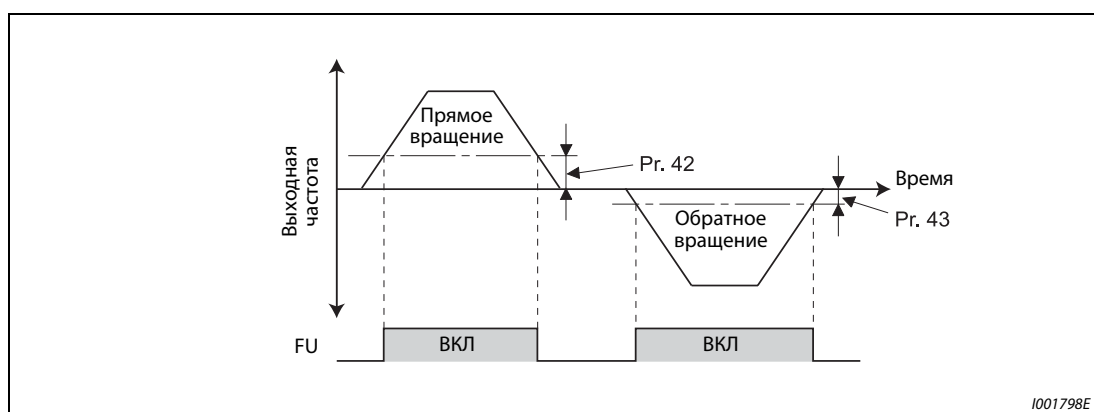 Выходная
частота
Прямое
вращение
Pr. 42
Время
Обратное
вращение
Pr. 43
FU
ВКЛ
ВКЛ
I001798E